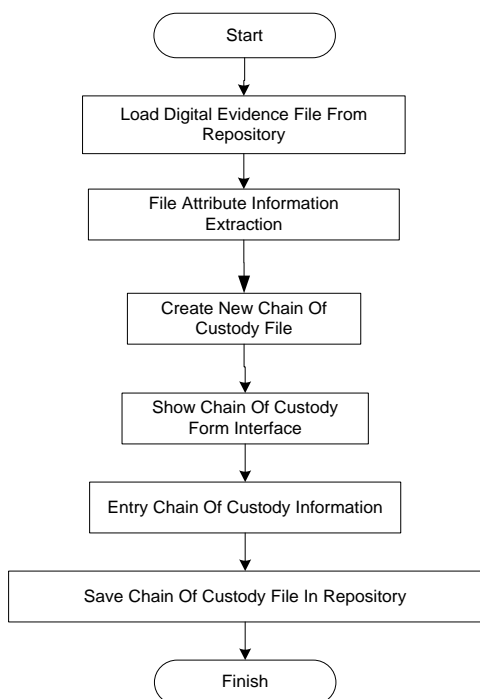 Start
Load Digital Evidence File From
Repository
File Attribute Information
Extraction
Create New Chain Of
Custody File
Show Chain Of Custody
Form Interface
Entry Chain Of Custody Information
Save Chain Of Custody File In Repository
Finish